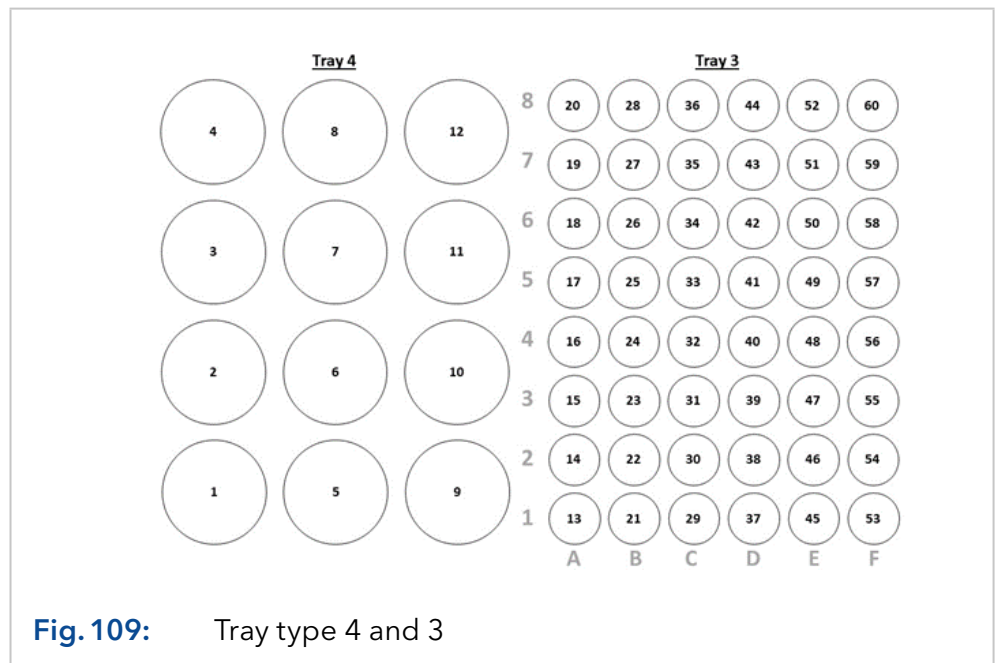 Tray 4 Tray 3
8 20 28 36 44 52 60
4 8 12
7 19 27 35 43 51 59
6 18 26 34 42 50 58
3 7 11
5 17 25 33 41 49 57
4 16 24 32 40 48 56
2 6 10
3 15 23 31 39 47 55
2 14 22 30 38 46 54
1 5 9
1 13 21 29 37 45 53
A B C D E F
Fig. 109: Tray type 4 and 3